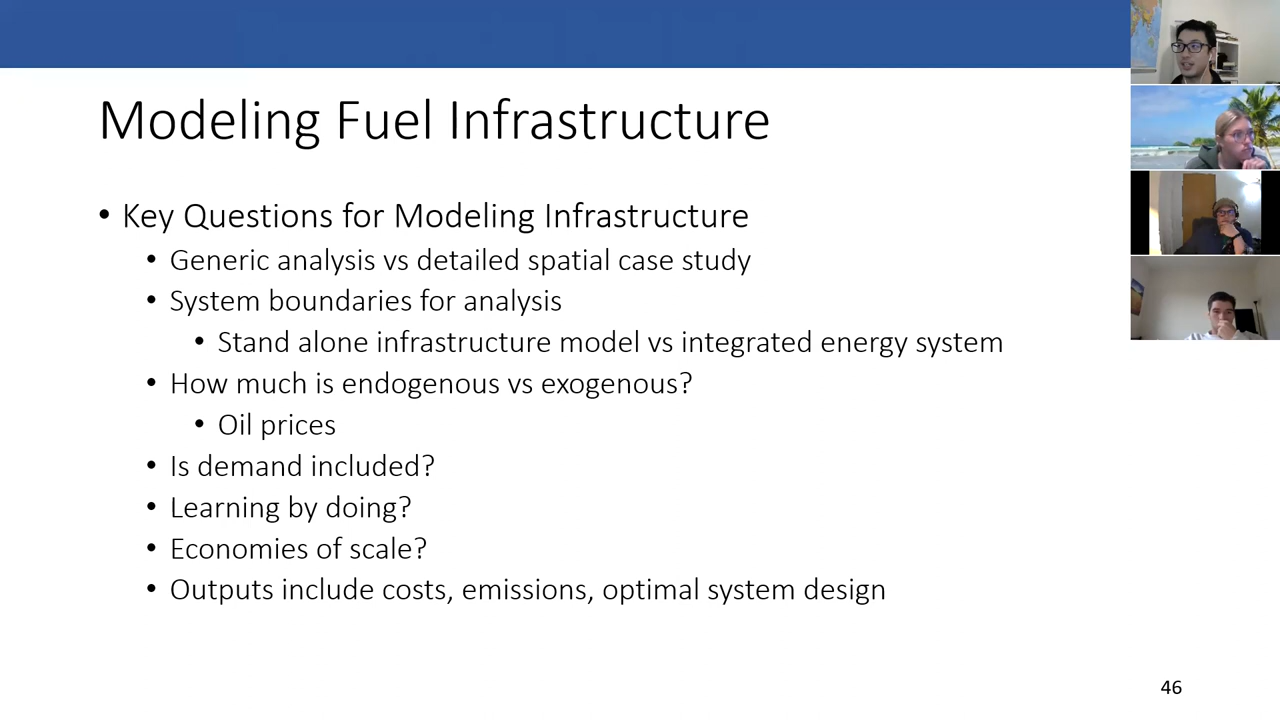 Modeling Fuel Infrastructure
• Key Questions for Modeling Infrastructure
• Generic analysis vs detailed spatial case study
• System boundaries for analysis
• Stand alone infrastructure model vs integrated energy system
• How much is endogenous vs exogenous?
• Oil prices
• Is demand included?
• Learning by doing?
• Economies of scale?
• Outputs include costs, emissions, optimal system design
46